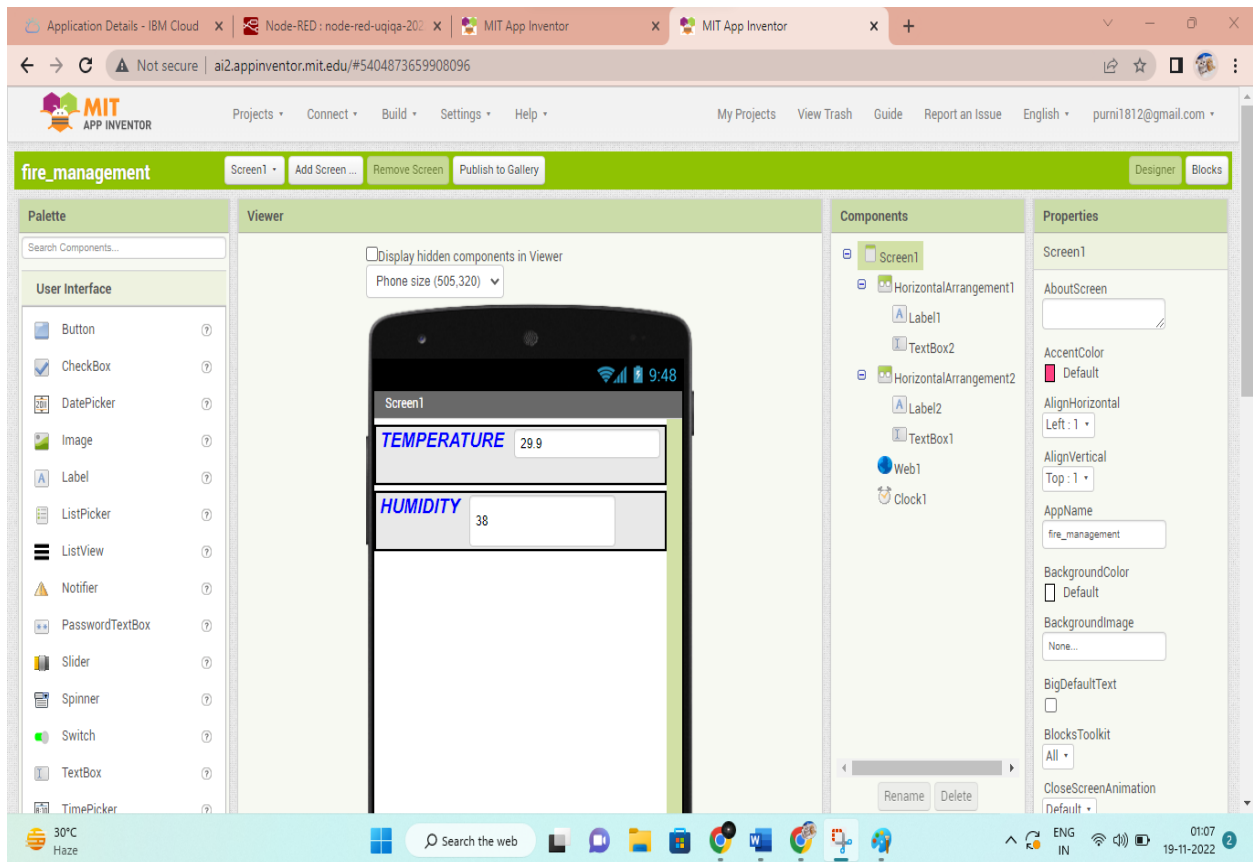 Application Details - IBM Cloud
Node-RED : node-red-uqiqa-202
MIT App Inventor
MIT App Inventor
Not secure
ai2.appinventor.mit.edu/#5404873659908096
MIT
APP INVENTOR
Projects
Connect
Build
Settings
Help
My Projects
View Trash
Guide
Report an Issue
English
purni1812@gmail.com
fire_management
Screen1
Add Screen ...
Remove Screen
Publish to Gallery
Designer
Blocks
Palette
Search Components...
User Interface
Button
CheckBox
DatePicker
Image
Label
ListPicker
ListView
Notifier
PasswordTextBox
Slider
Spinner
Switch
TextBox
TimePicker
Viewer
Display hidden components in Viewer
Phone size (505,320)
9:48
Screen1
TEMPERATURE 29.9
HUMIDITY 38
Components
Screen1
HorizontalArrangement1
Label1
TextBox2
HorizontalArrangement2
Label2
TextBox1
Web1
Clock1
Rename
Delete
Properties
Screen1
AboutScreen
AccentColor
Default
AlignHorizontal
Left : 1
AlignVertical
Top : 1
AppName
fire_management
BackgroundColor
Default
BackgroundImage
None...
BigDefaultText
BlocksToolkit
All
CloseScreenAnimation
Default
30°C
Haze
Search the web
ENG
IN
01:07
19-11-2022
2